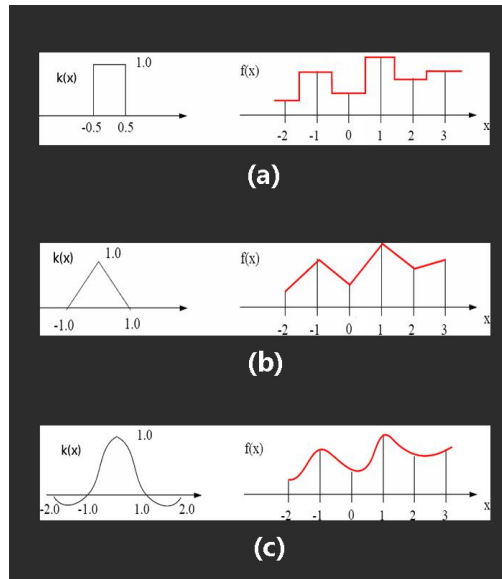 k(x) 1.0 f(x)
-0.5 0.5 -2 -1 0 1 2 3 x
(a)
k(x) 1.0 f(x)
-1.0 1.0 -2 -1 0 1 2 3 x
(b)
k(x) 1.0 f(x)
-2.0 -1.0 1.0 2.0 -2 -1 0 1 2 3 x
(c)